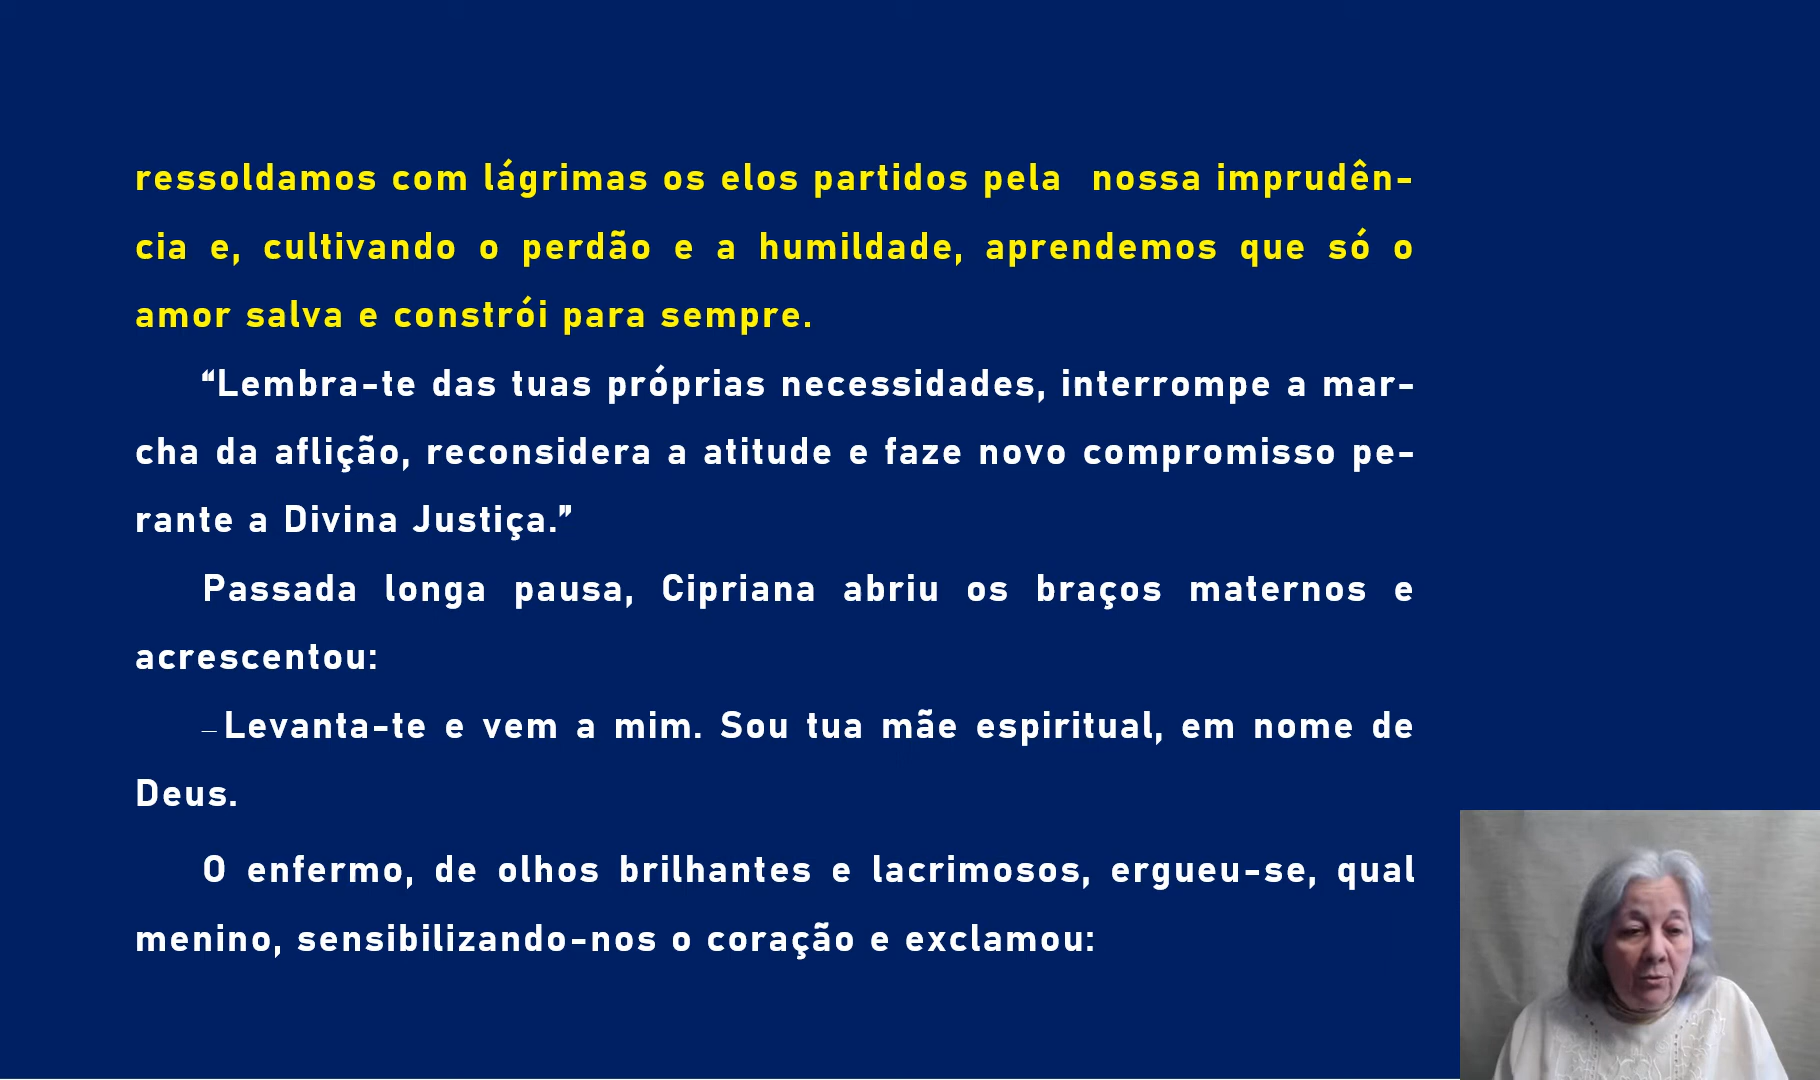 ressoldamos com lágrimas os elos partidos pela nossa imprudên-
cia e, cultivando o perdão e a humildade, aprendemos que só o
amor salva e constrói para sempre.
“Lembra-te das tuas próprias necessidades, interrompe a mar-
cha da aflição, reconsidera a atitude e faze novo compromisso pe-
rante a Divina Justiça.”
Passada longa pausa, Cipriana abriu os braços maternos e
acrescentou:
–Levanta-te e vem a mim. Sou tua mãe espiritual, em nome de
Deus.
O enfermo, de olhos brilhantes e lacrimosos, ergueu-se, qual
menino, sensibilizando-nos o coração e exclamou: